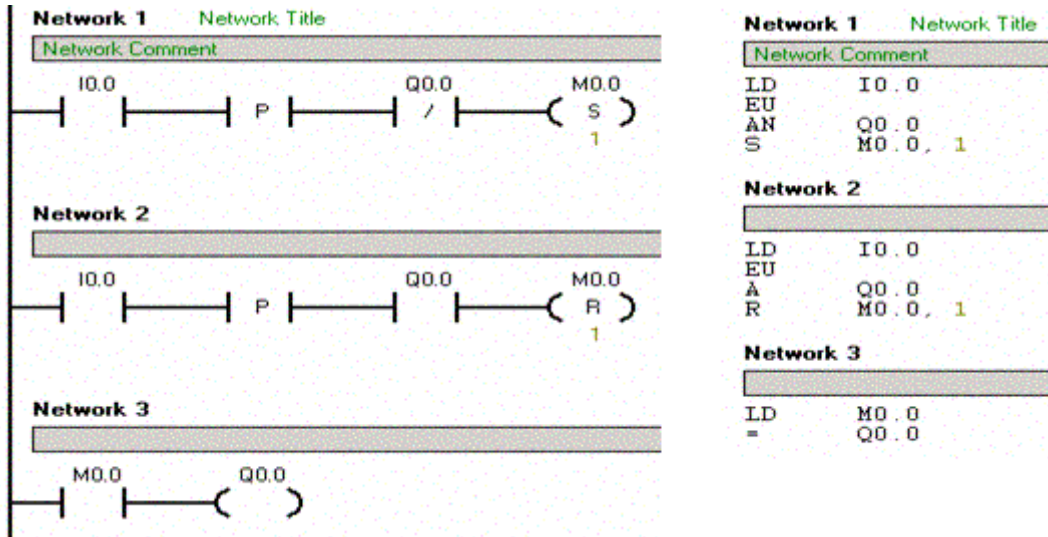 Network 1 Network Title
Network Comment
I0.0 Q0.0 M0.0
P / S
1
Network 2
I0.0 Q0.0 M0.0
P R
1
Network 3
M0.0 Q0.0
Network 1 Network Title
Network Comment
LD I0.0
EU
AN Q0.0
S M0.0, 1
Network 2
LD I0.0
EU
A Q0.0
R M0.0, 1
Network 3
LD M0.0
= Q0.0